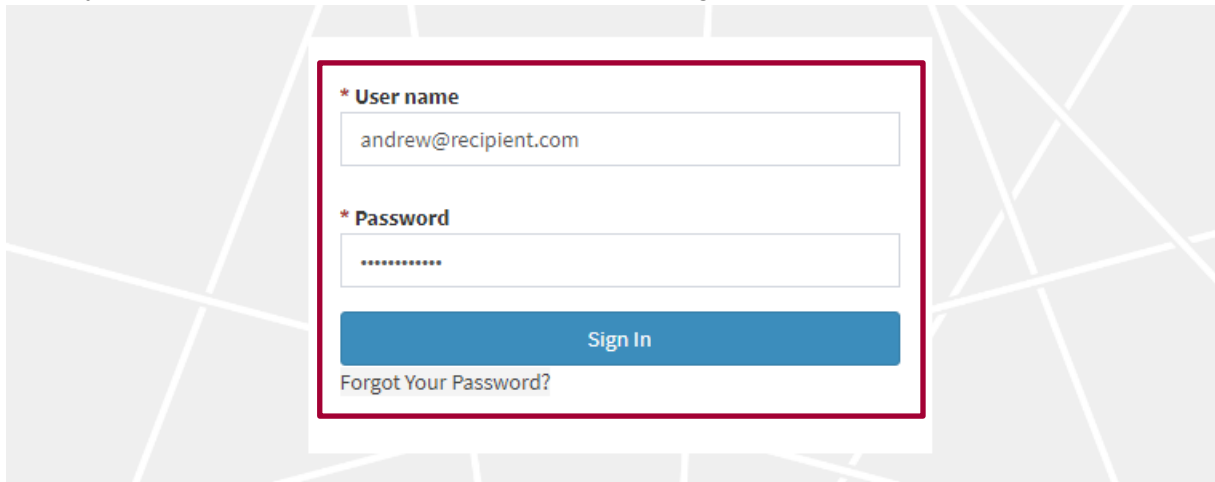 * User name
andrew@recipient.com
* Password
••••••••••••
Sign In
Forgot Your Password?